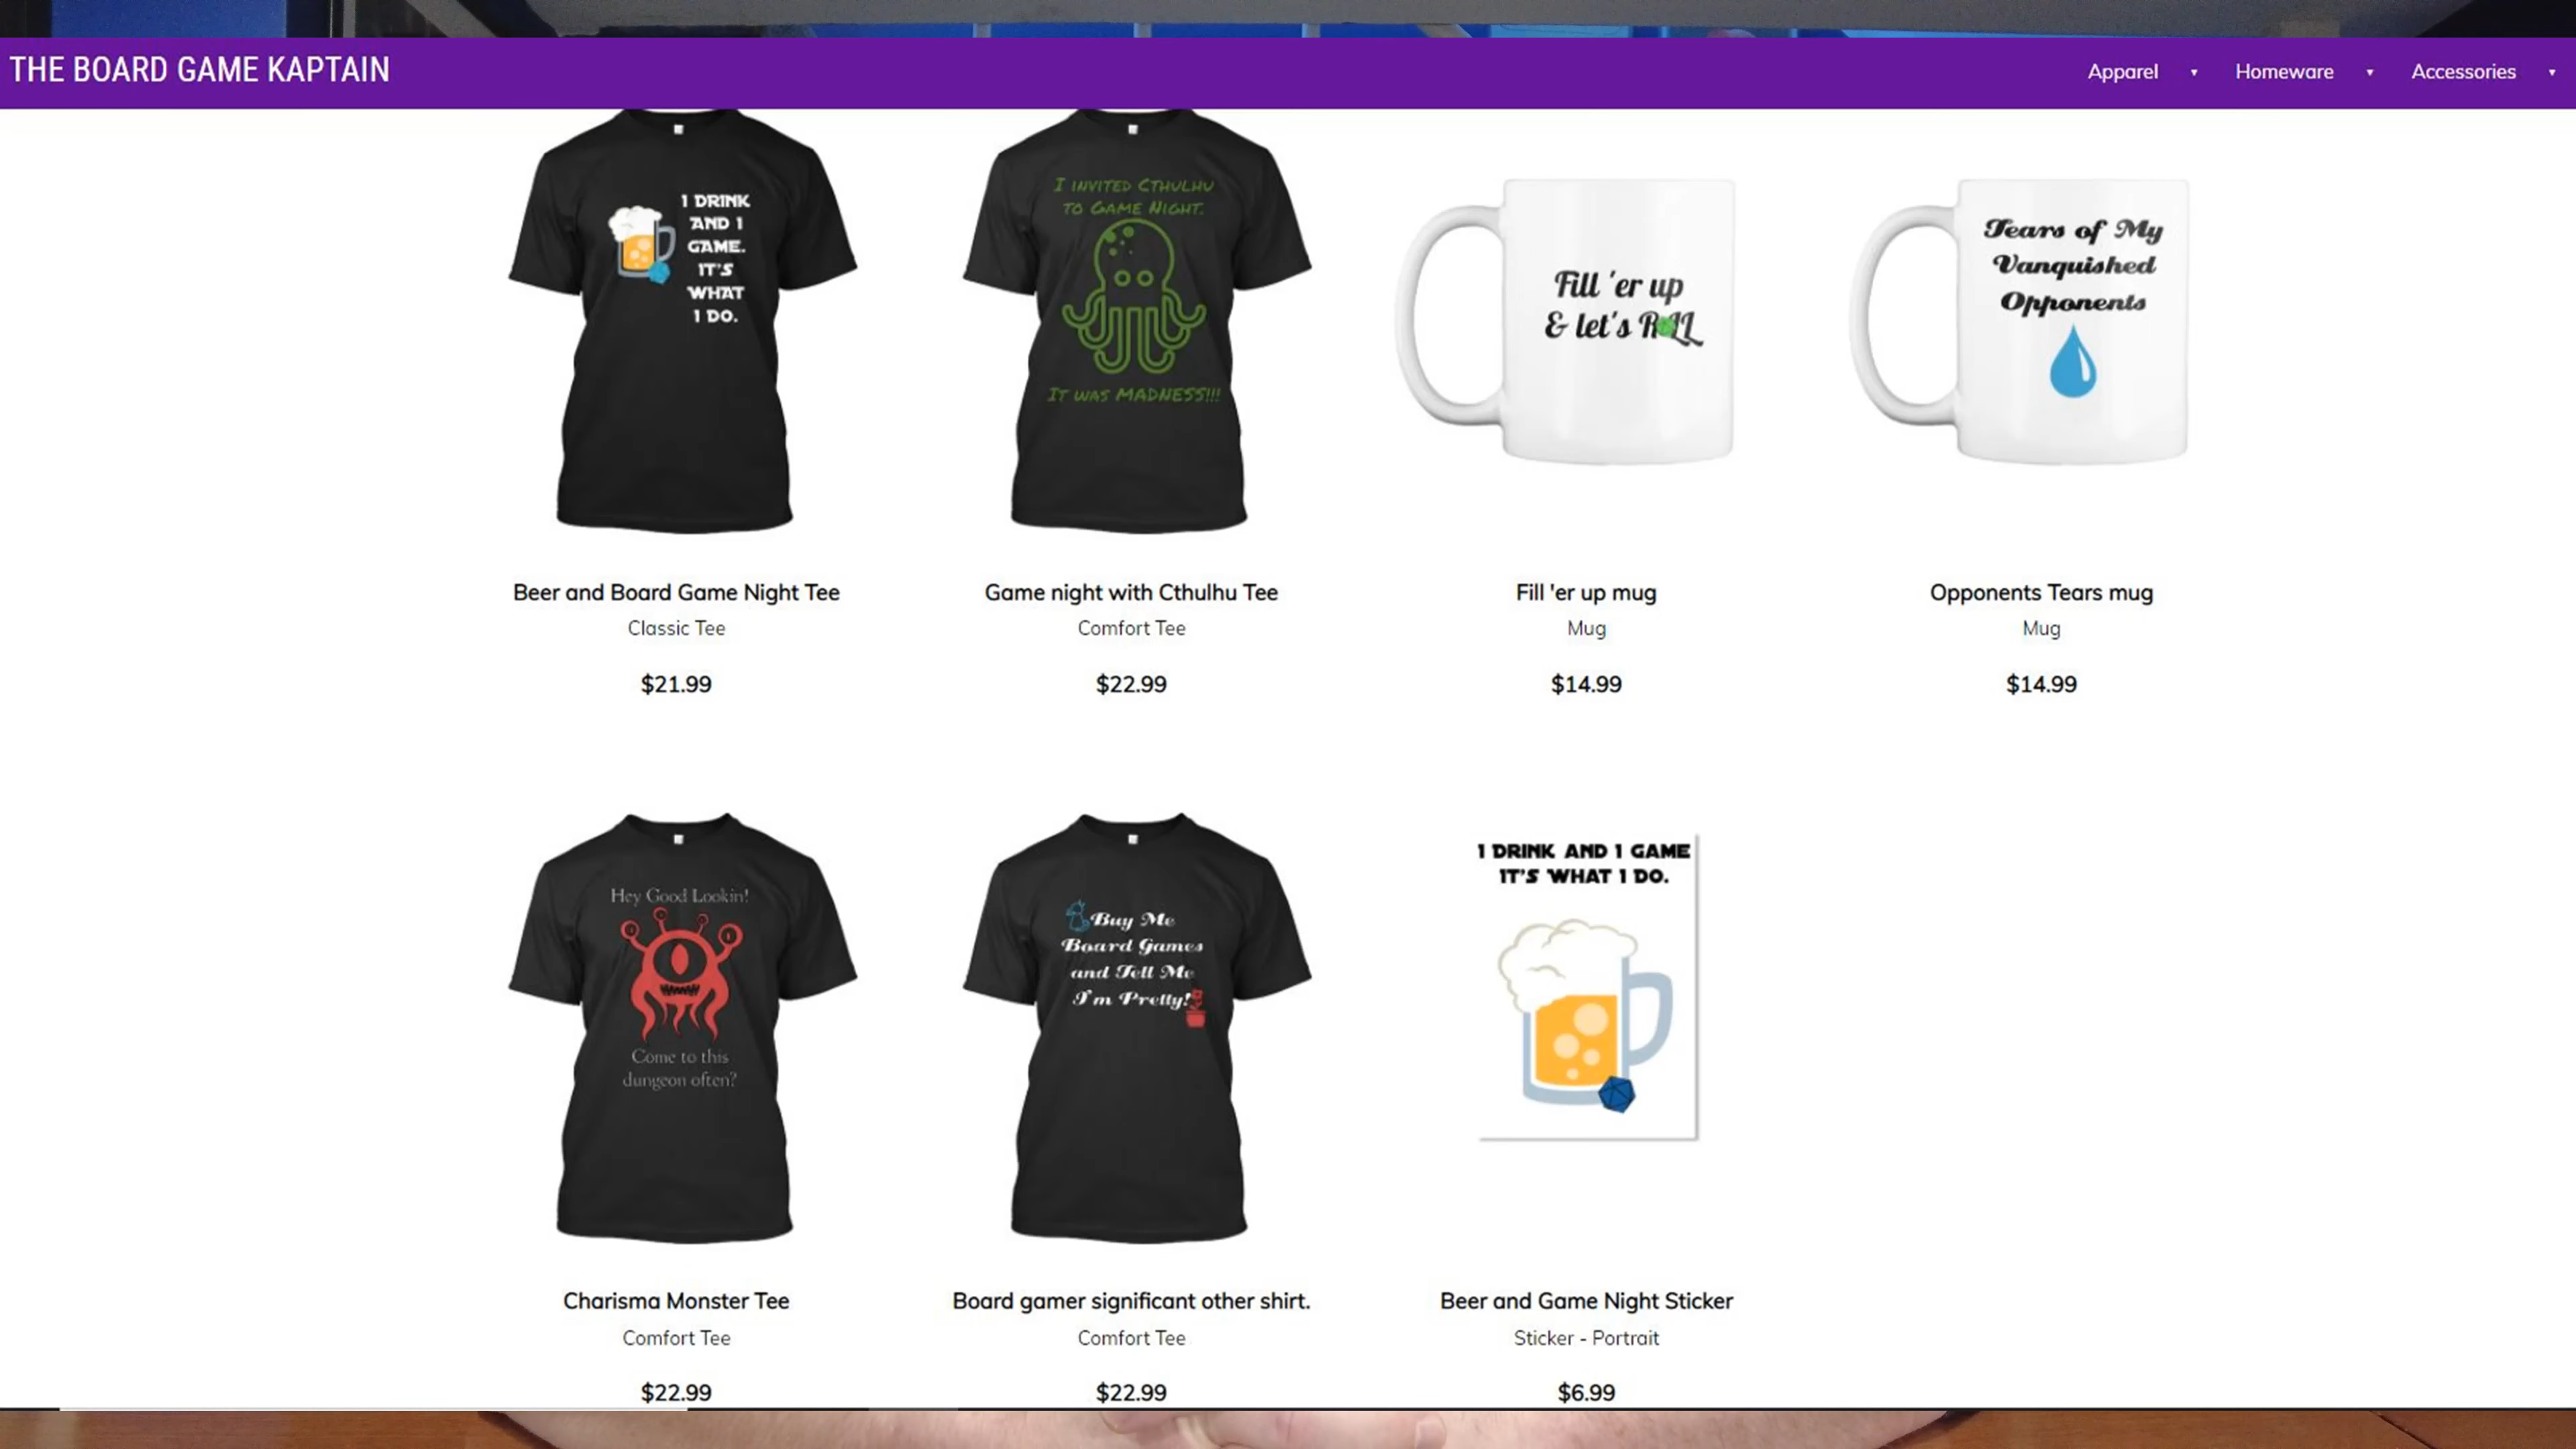 THE BOARD GAME KAPTAIN
Apparel ▾ Homeware ▾ Accessories ▾
I DRINK
AND I
GAME.
IT'S
WHAT
I DO.
I INVITED CTHULHU
TO GAME NIGHT.
IT WAS MADNESS!!!
Fill 'er up
& let's ROLL
Tears of My
Vanquished
Opponents
Beer and Board Game Night Tee
Classic Tee
$21.99
Game night with Cthulhu Tee
Comfort Tee
$22.99
Fill 'er up mug
Mug
$14.99
Opponents Tears mug
Mug
$14.99
Hey Good Lookin!
Come to this
dungeon often?
Buy Me
Board Games
and Tell Me
I'm Pretty!
I DRINK AND I GAME
IT'S WHAT I DO.
Charisma Monster Tee
Comfort Tee
$22.99
Board gamer significant other shirt.
Comfort Tee
$22.99
Beer and Game Night Sticker
Sticker - Portrait
$6.99